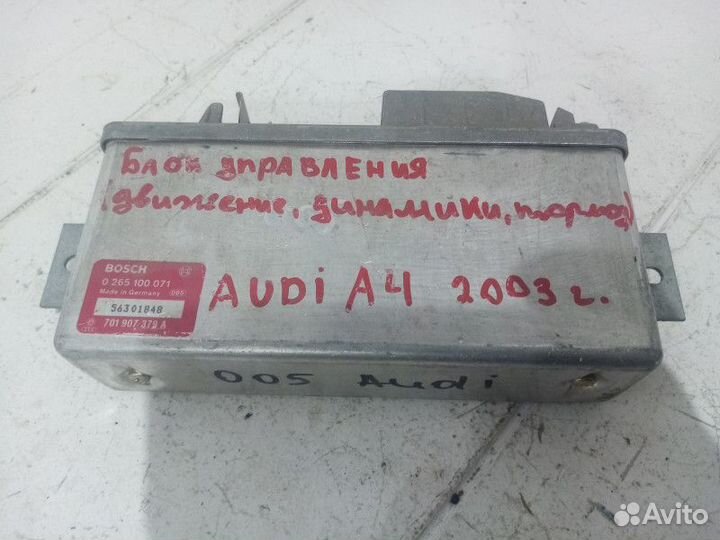 Блок управления
(движение, динамики, тормоз)
AUDI A4 2003 г.
BOSCH
0 265 100 071
Made in Germany 005
56301848
701 907 379 A
005 Audi
Avito